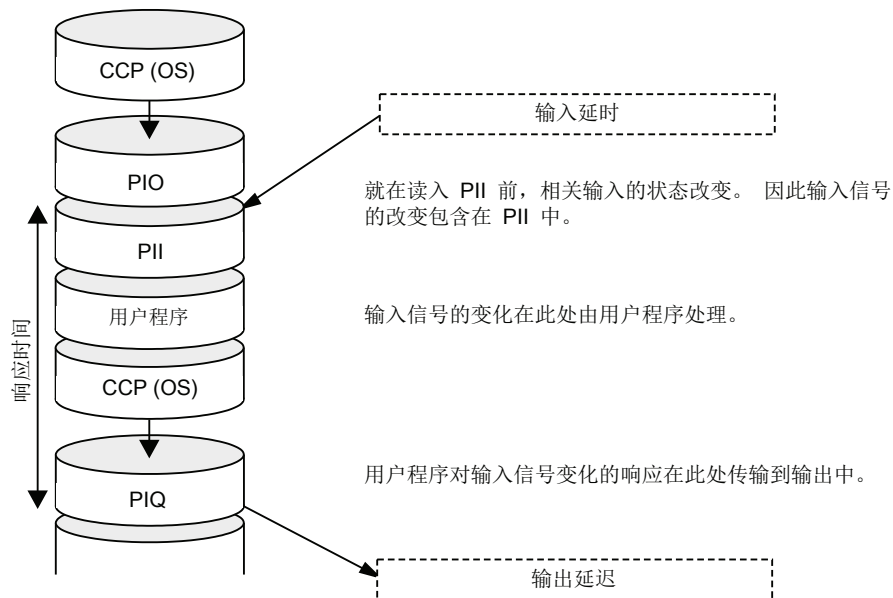 CCP (OS)
输入延时
PIO
就在读入 PII 前，相关输入的状态改变。 因此输入信号
的改变包含在 PII 中。
PII
用户程序
输入信号的变化在此处由用户程序处理。
响应时间
CCP (OS)
用户程序对输入信号变化的响应在此处传输到输出中。
PIQ
输出延迟